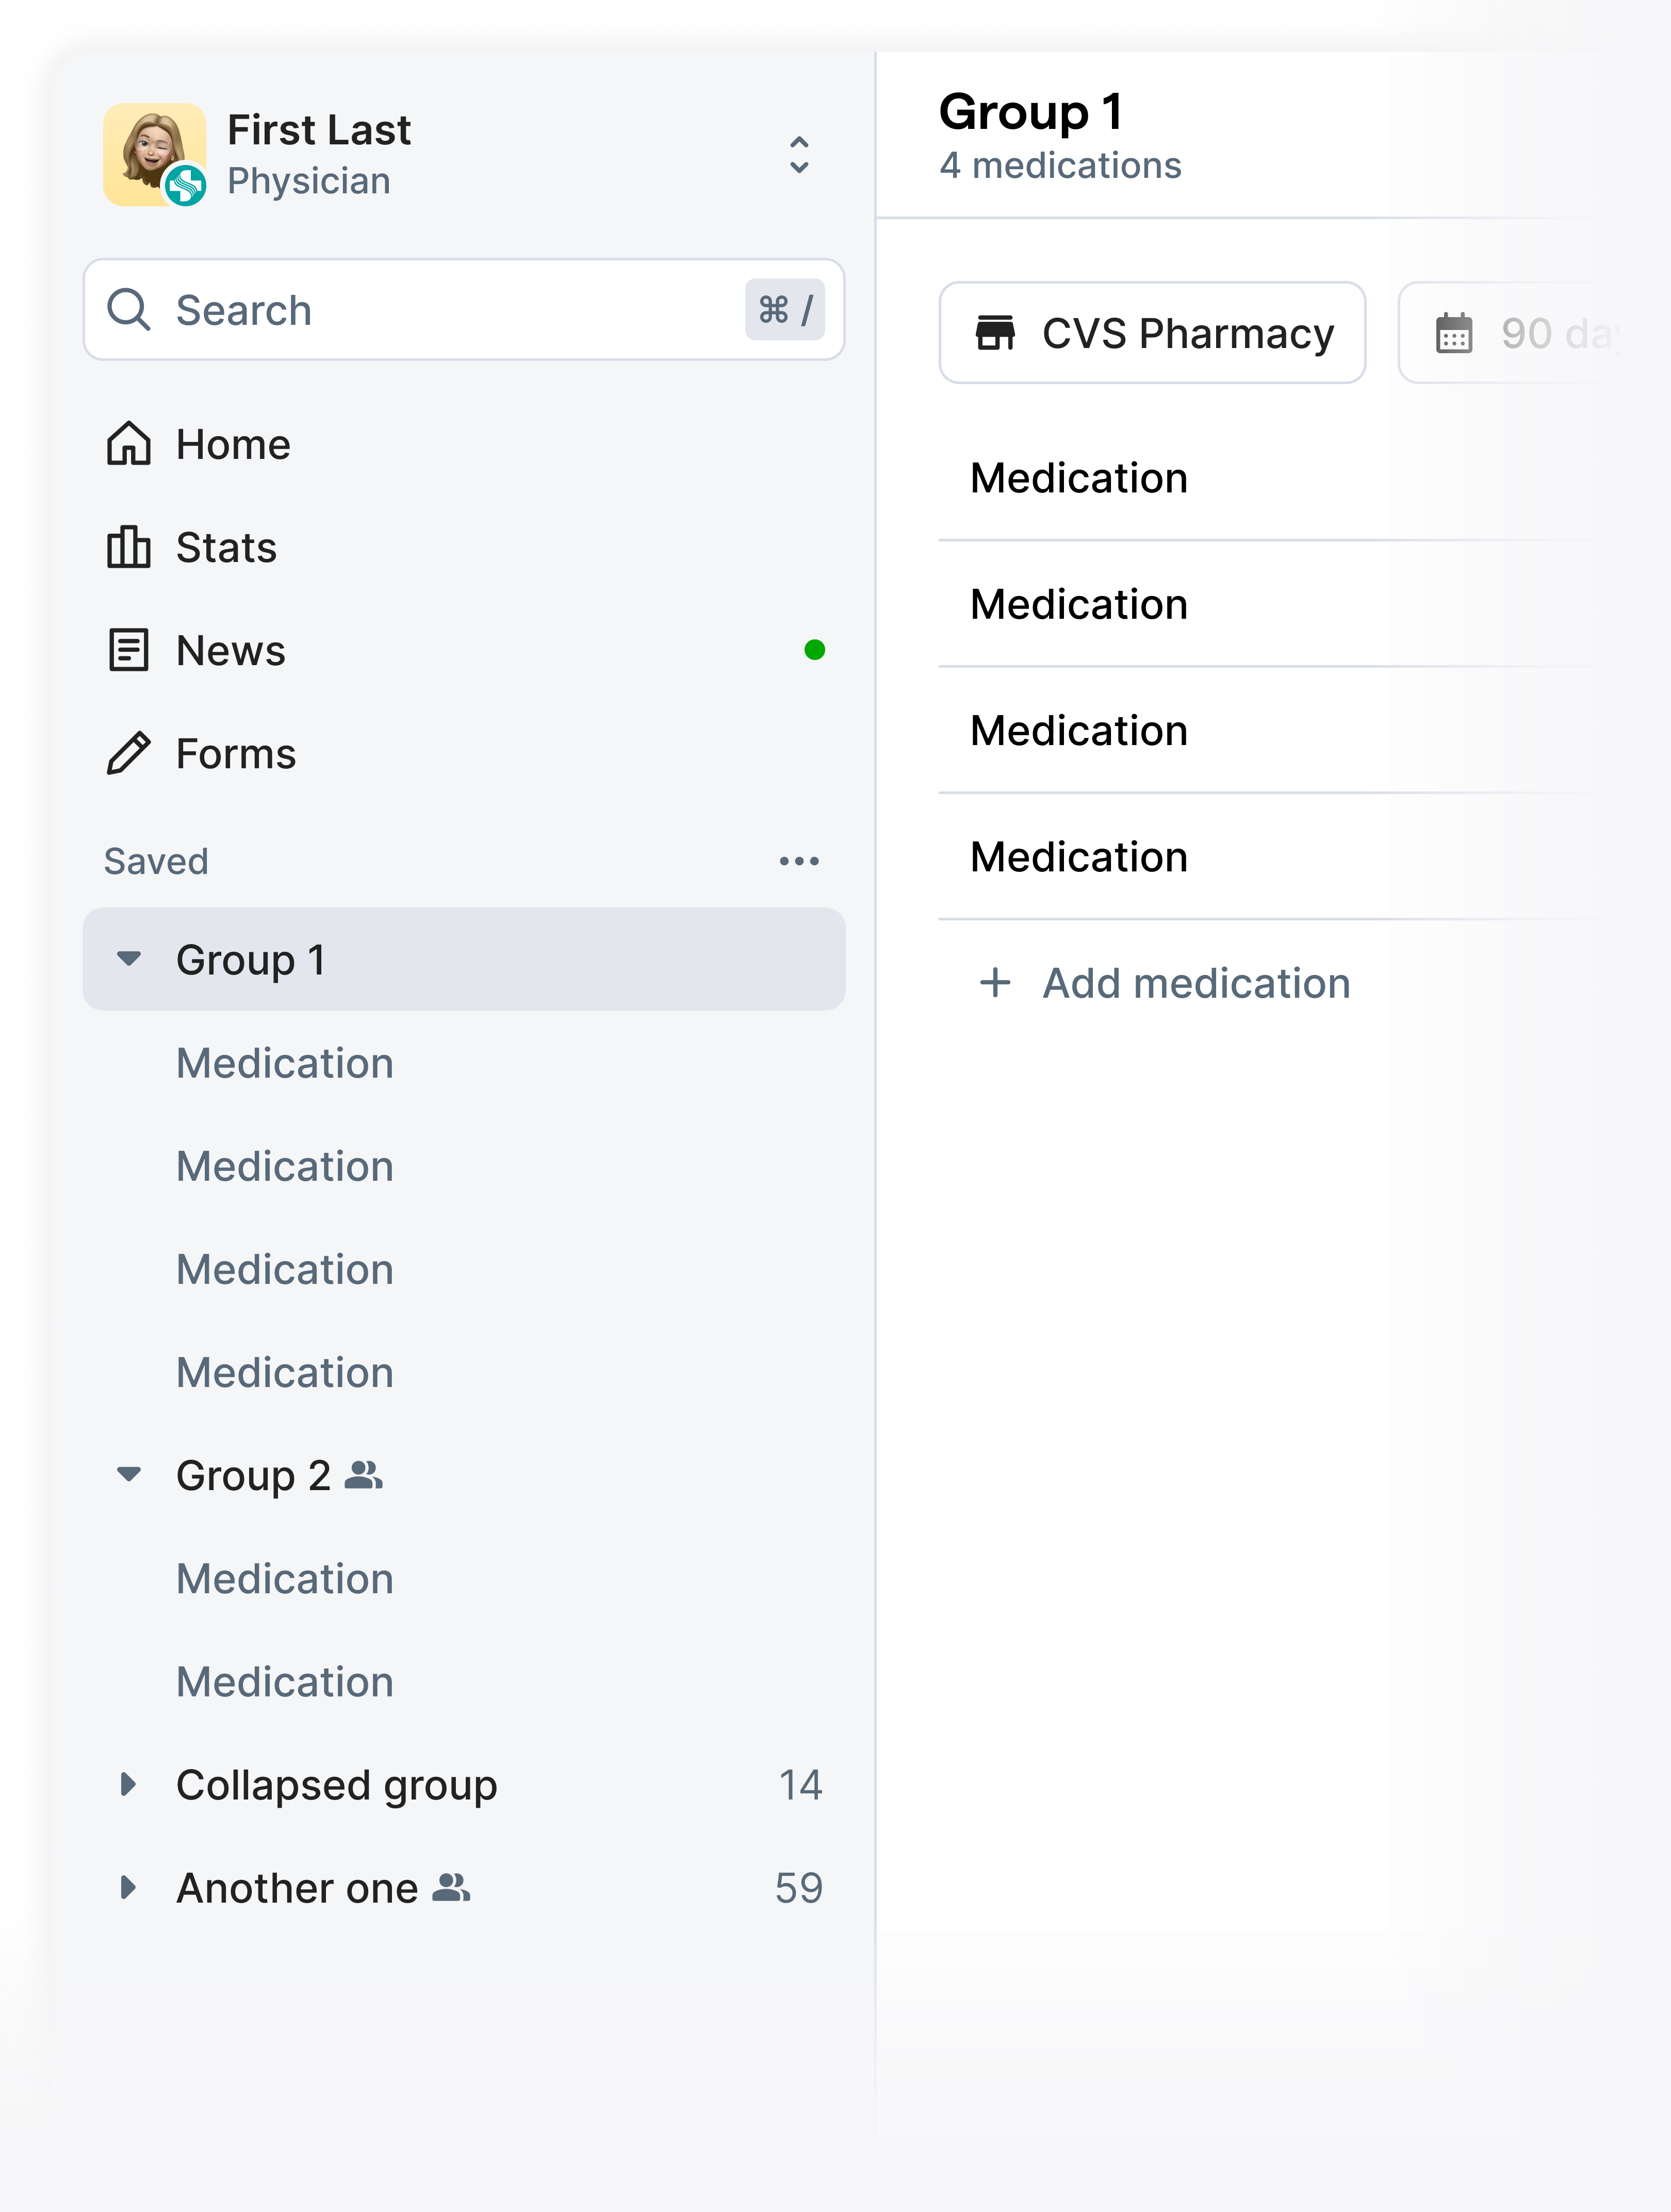 First Last
Physician
Search
⌘ /
Home
Stats
News
Forms
Saved
Group 1
Medication
Medication
Medication
Medication
Group 2
Medication
Medication
Collapsed group 14
Another one 59
Group 1
4 medications
CVS Pharmacy
90
Medication
Medication
Medication
Medication
+ Add medication